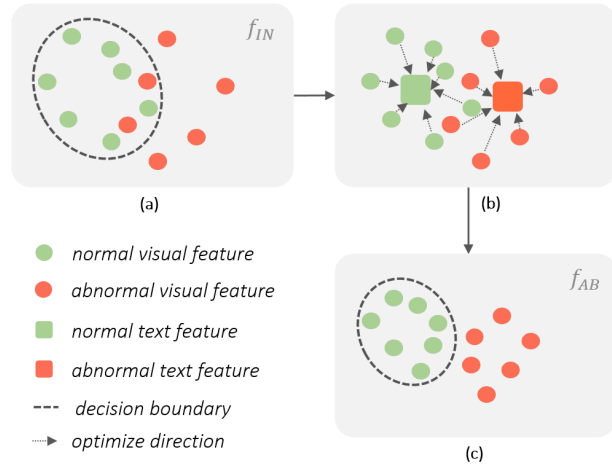 f_IN
(a)
(b)
normal visual feature
abnormal visual feature
normal text feature
abnormal text feature
decision boundary
optimize direction
f_AB
(c)